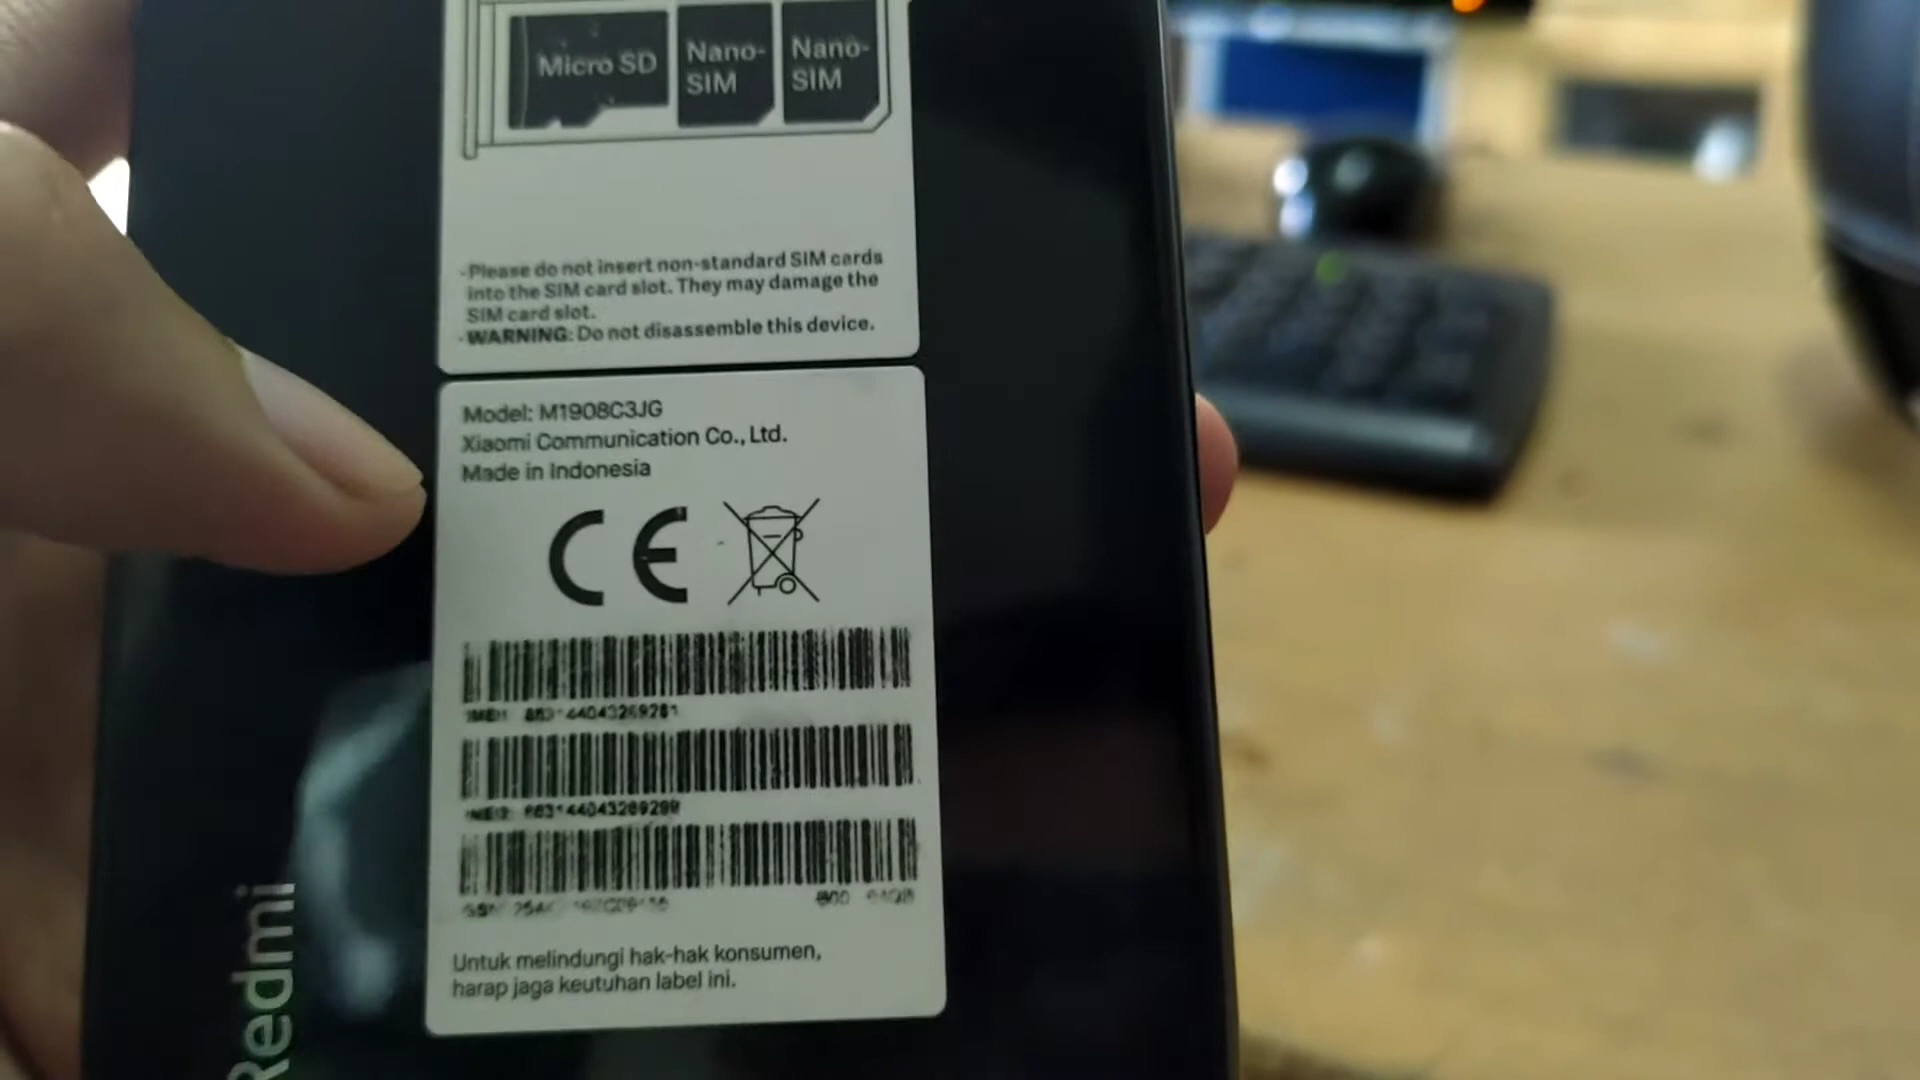 Micro SD
Nano-
SIM
Nano-
SIM
-Please do not insert non-standard SIM cards
into the SIM card slot. They may damage the
SIM card slot.
-WARNING: Do not disassemble this device.
Model: M1908C3JG
Xiaomi Communication Co., Ltd.
Made in Indonesia
CE
Untuk melindungi hak-hak konsumen,
harap jaga keutuhan label ini.
Redmi